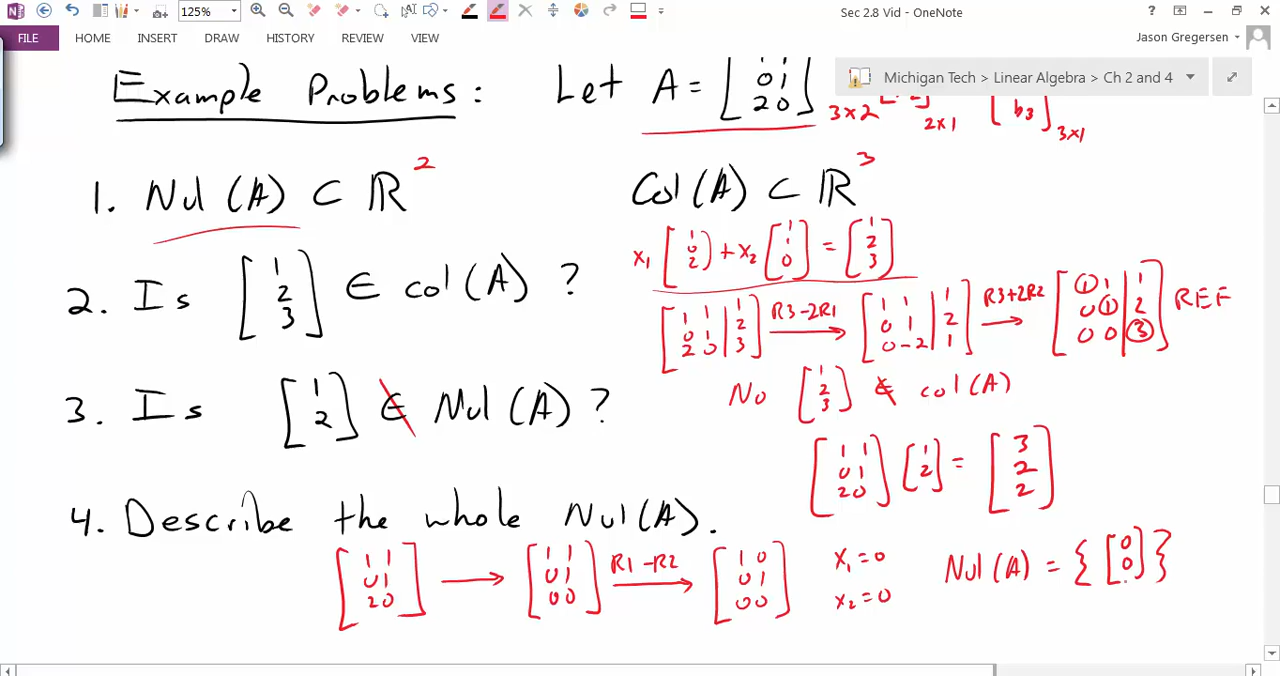 125%
Sec 2.8 Vid - OneNote
FILE HOME INSERT DRAW HISTORY REVIEW VIEW
Jason Gregersen
Michigan Tech > Linear Algebra > Ch 2 and 4
Example Problems: Let A = [ 0 1 ; 2 0 ] 3x2 2x1 [ b3 ] 3x1
1. Nul(A) ⊂ ℝ^2 Col(A) ⊂ ℝ^3
x1 [1 0 2] + x2 [1 1 0] = [1 2 3]
2. Is [1 2 3] ∈ col(A) ?
[1 1 | 1 ; 0 1 | 2 ; 2 0 | 3] R3-2R1 → [1 1 | 1 ; 0 1 | 2 ; 0 -2 | 1] R3+2R2 → [1 1 | 1 ; 0 1 | 2 ; 0 0 | 3] REF
No [1 2 3] ∉ col(A)
3. Is [1 2] ∉ Nul(A) ?
[1 1 ; 0 1 ; 2 0] [1 2] = [3 2 2]
4. Describe the whole Nul(A).
[1 1 ; 0 1 ; 2 0] → [1 1 ; 0 1 ; 0 0] R1-R2 → [1 0 ; 0 1 ; 0 0]
x1=0
x2=0
Nul(A) = { [0 0] }